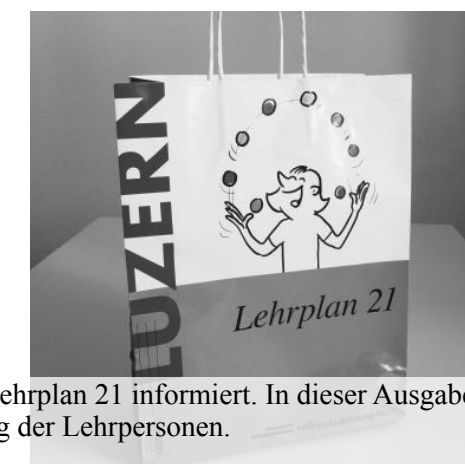 LUZERN
Lehrplan 21
ehrplan 21 informiert. In dieser Ausgabe
g der Lehrpersonen.